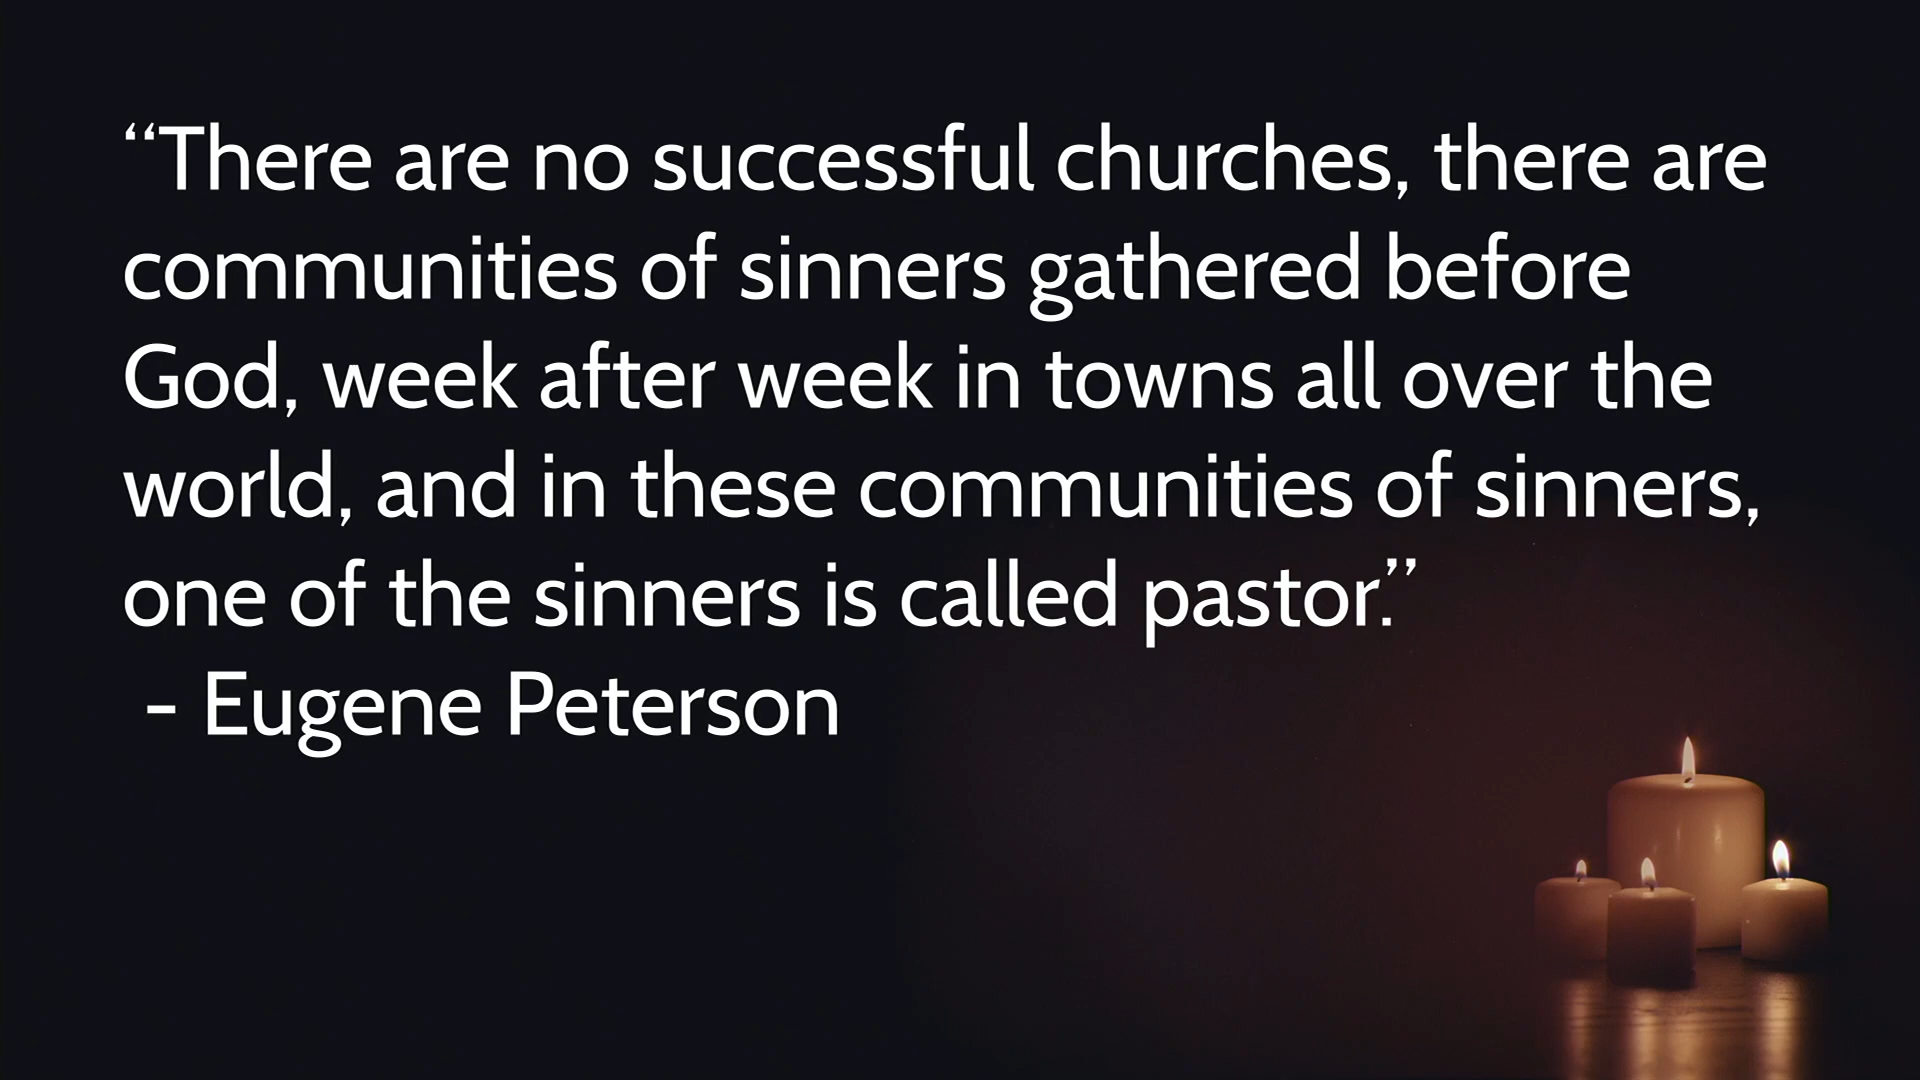 “There are no successful churches, there are
communities of sinners gathered before
God, week after week in towns all over the
world, and in these communities of sinners,
one of the sinners is called pastor.”
- Eugene Peterson